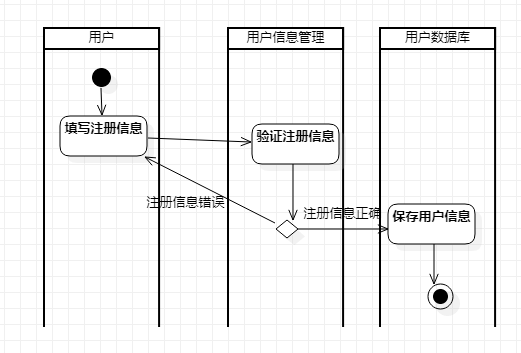 用户
用户信息管理
用户数据库
填写注册信息
验证注册信息
注册信息错误
注册信息正确
保存用户信息